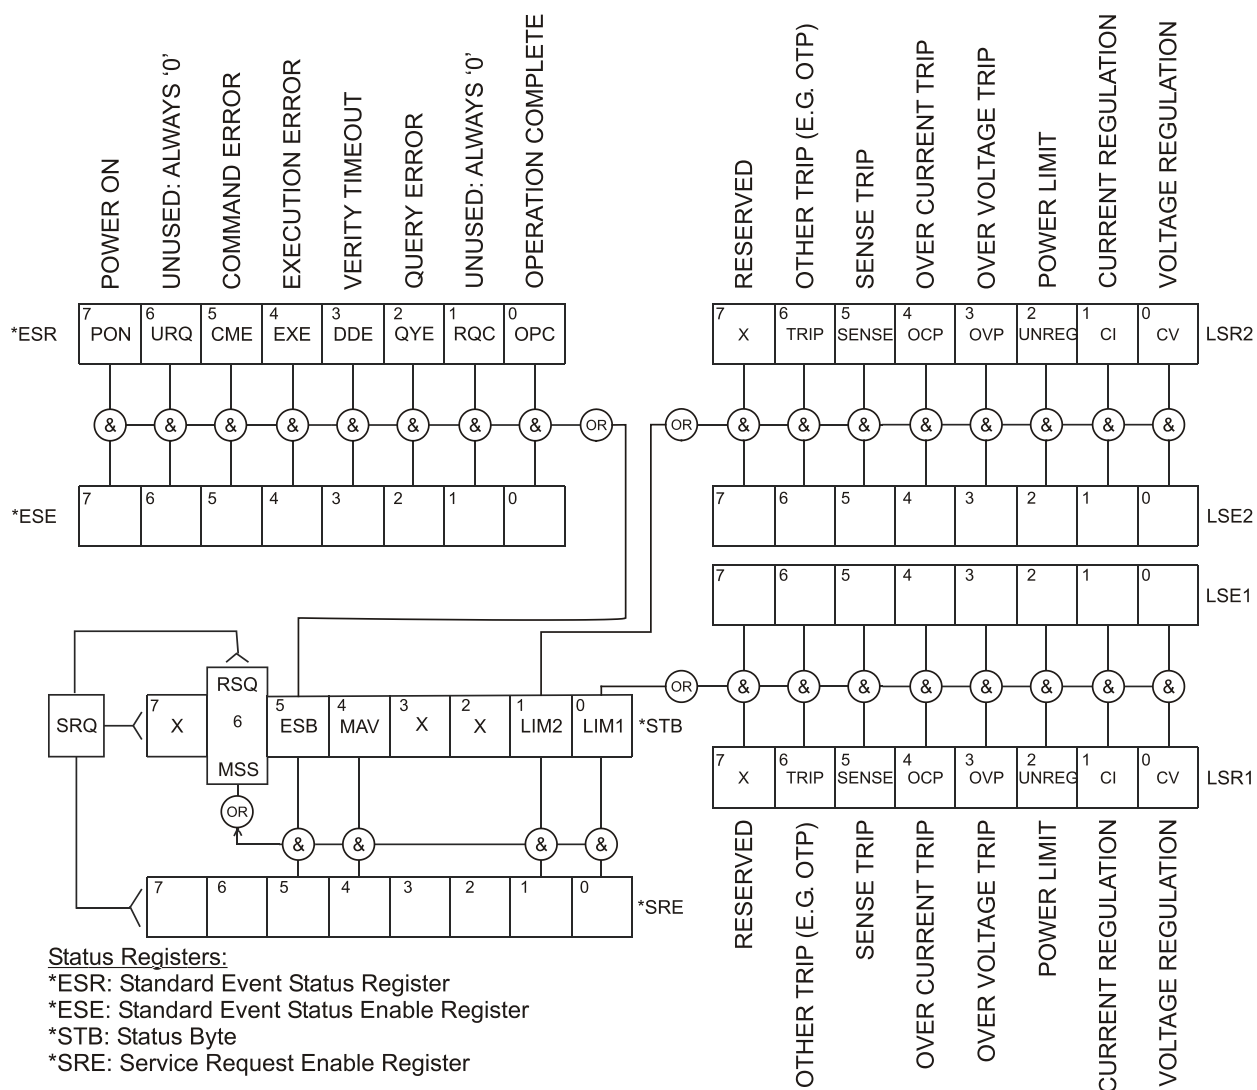 POWER ON
UNUSED: ALWAYS ‘0’
COMMAND ERROR
EXECUTION ERROR
VERITY TIMEOUT
QUERY ERROR
UNUSED: ALWAYS ‘0’
OPERATION COMPLETE
*ESR
7 6 5 4 3 2 1 0
PON URQ CME EXE DDE QYE RQC OPC
& & & & & & & & OR
*ESE
7 6 5 4 3 2 1 0
RESERVED
OTHER TRIP (E.G. OTP)
SENSE TRIP
OVER CURRENT TRIP
OVER VOLTAGE TRIP
POWER LIMIT
CURRENT REGULATION
VOLTAGE REGULATION
7 6 5 4 3 2 1 0
X TRIP SENSE OCP OVP UNREG CI CV
LSR2
OR & & & & & & & &
7 6 5 4 3 2 1 0
LSE2
7 6 5 4 3 2 1 0
LSE1
OR & & & & & & & &
7 6 5 4 3 2 1 0
X TRIP SENSE OCP OVP UNREG CI CV
LSR1
RESERVED
OTHER TRIP (E.G. OTP)
SENSE TRIP
OVER CURRENT TRIP
OVER VOLTAGE TRIP
POWER LIMIT
CURRENT REGULATION
VOLTAGE REGULATION
SRQ
RSQ
7 6 5 4 3 2 1 0
X ESB MAV X X LIM2 LIM1
*STB
MSS
OR
& & & &
7 6 5 4 3 2 1 0
*SRE
Status Registers:
*ESR: Standard Event Status Register
*ESE: Standard Event Status Enable Register
*STB: Status Byte
*SRE: Service Request Enable Register